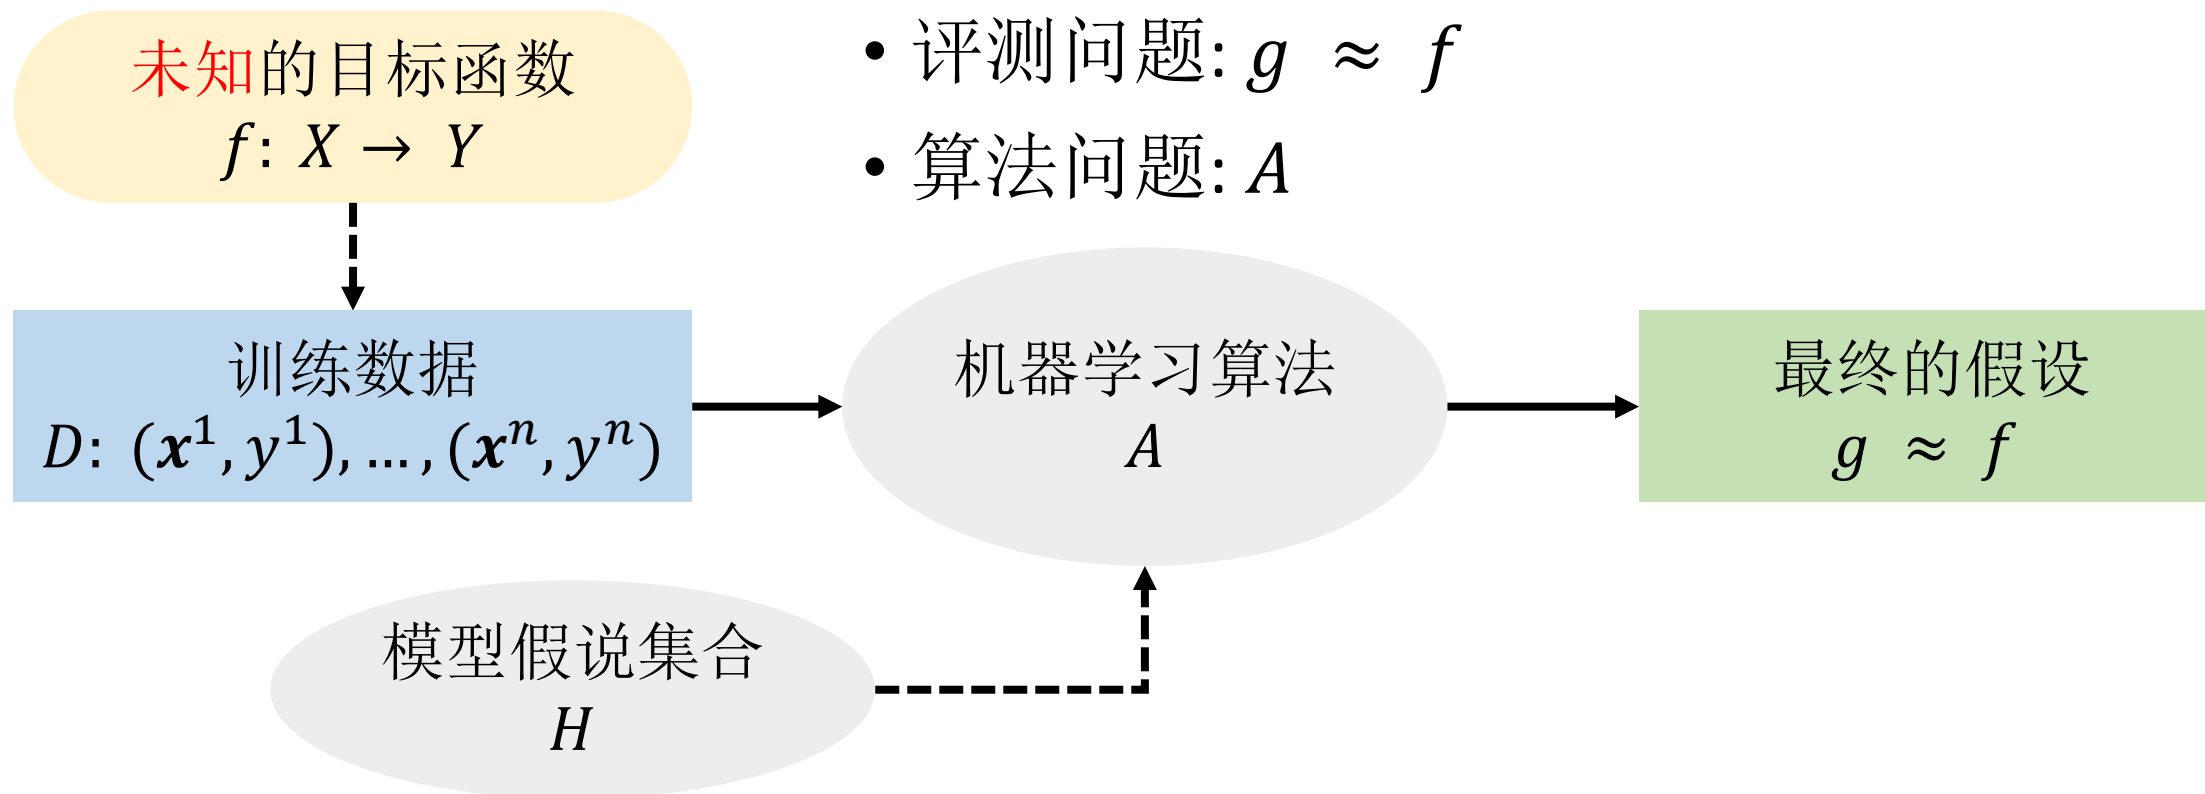 未知的目标函数
f: X → Y
• 评测问题: g ≈ f
• 算法问题: A
训练数据
D: (x¹, y¹), … , (xⁿ, yⁿ)
机器学习算法
A
最终的假设
g ≈ f
模型假说集合
H